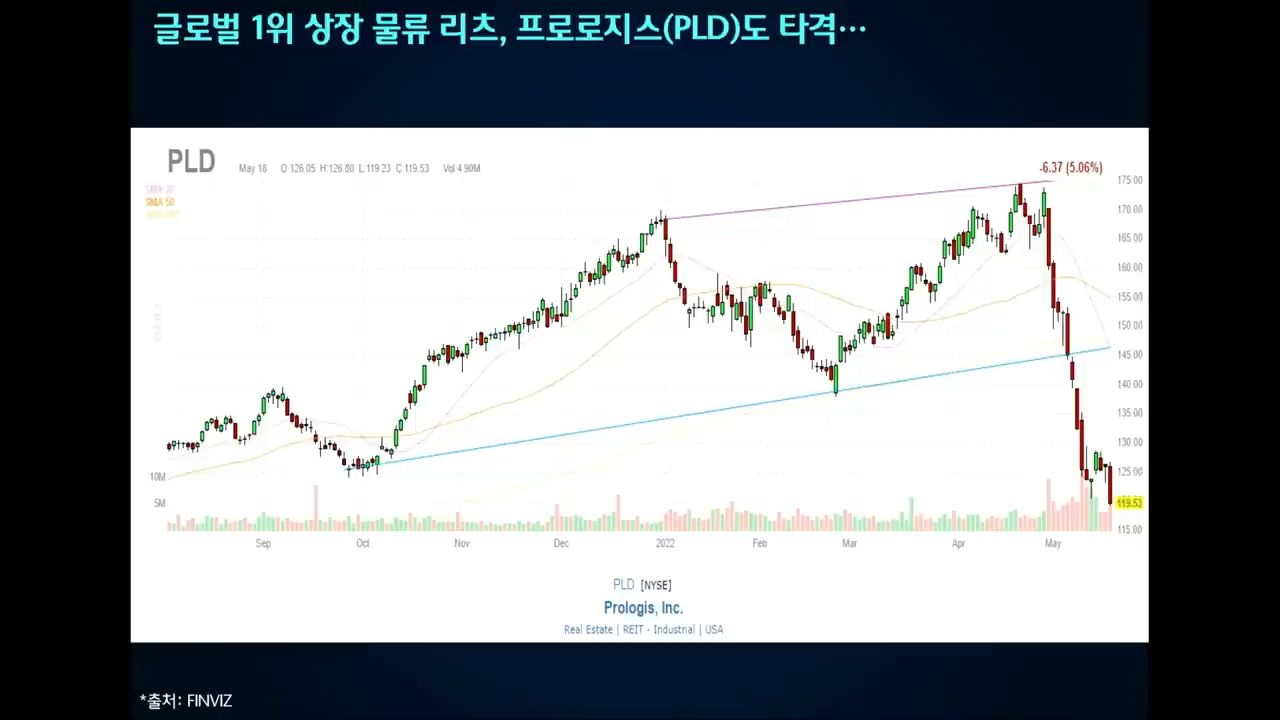 글로벌 1위 상장 물류 리츠, 프로로지스(PLD)도 타격…
PLD
May 18 O:126.05 H:126.80 L:119.23 C:119.53 Vol 4.90M
-6.37 (5.06%)
SMA 20
SMA 50
SMA 200
175.00
170.00
165.00
160.00
155.00
150.00
145.00
140.00
135.00
130.00
125.00
119.53
115.00
10M
5M
Sep Oct Nov Dec 2022 Feb Mar Apr May
PLD [NYSE]
Prologis, Inc.
Real Estate | REIT - Industrial | USA
*출처: FINVIZ